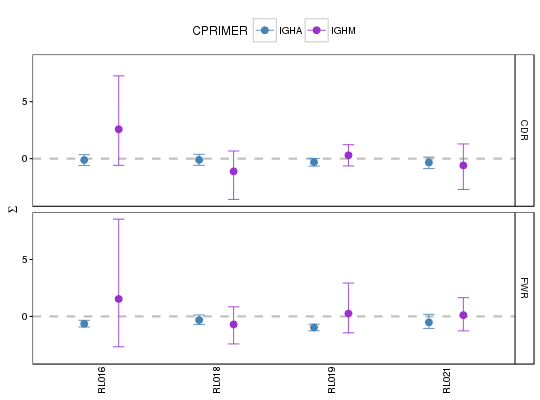 CPRIMER IGHA IGHM
5
0
CDR
Σ
5
0
FWR
RL016
RL018
RL019
RL021